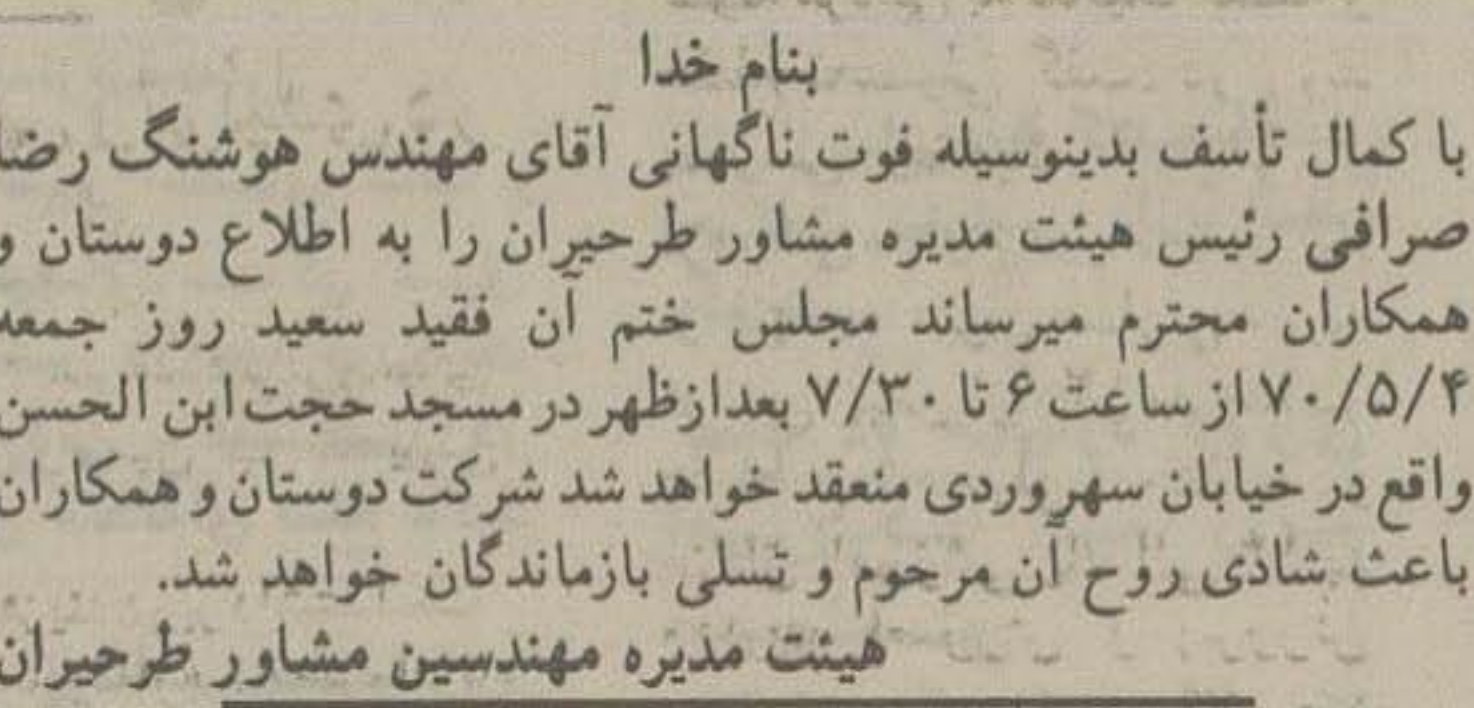 بنام خدا
با کمال تأسف بدینوسیله فوت ناگهانی آقای مهندس هوشنگ رضا
صرافی رئیس هیئت مدیره مشاور طرحیران را به اطلاع دوستان و
همکاران محترم میرساند مجلس ختم آن فقید سعید روز جمعه
۷۰/۵/۴ از ساعت ۶ تا ۷/۳۰ بعدازظهر در مسجد حجت ابن الحسن
واقع در خیابان سهروردی منعقد خواهد شد شرکت دوستان و همکاران
باعث شادی روح آن مرحوم و تسلی بازماندگان خواهد شد.
هیئت مدیره مهندسین مشاور طرحیران